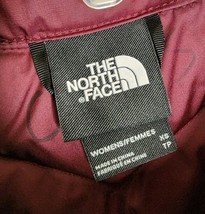 THE
NORTH
FACE
WOMENS/FEMMES XS
TP
MADE IN CHINA
FABRIQUÉ EN CHINE